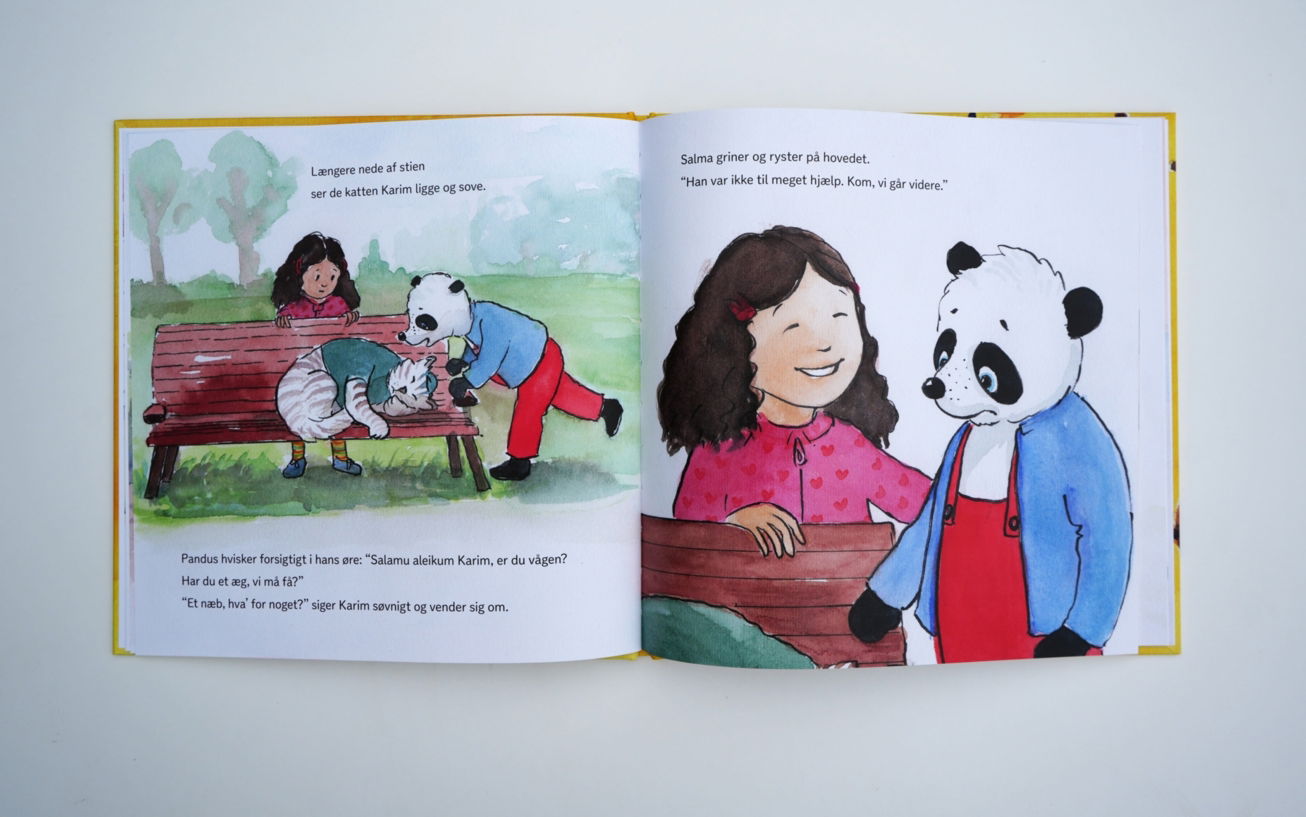 Længere nede af stien
ser de katten Karim ligge og sove.
Pandus hvisker forsigtigt i hans øre: “Salamu aleikum Karim, er du vågen?
Har du et æg, vi må få?”
“Et næb, hva’ for noget?” siger Karim søvnigt og vender sig om.
Salma griner og ryster på hovedet.
“Han var ikke til meget hjælp. Kom, vi går videre.”